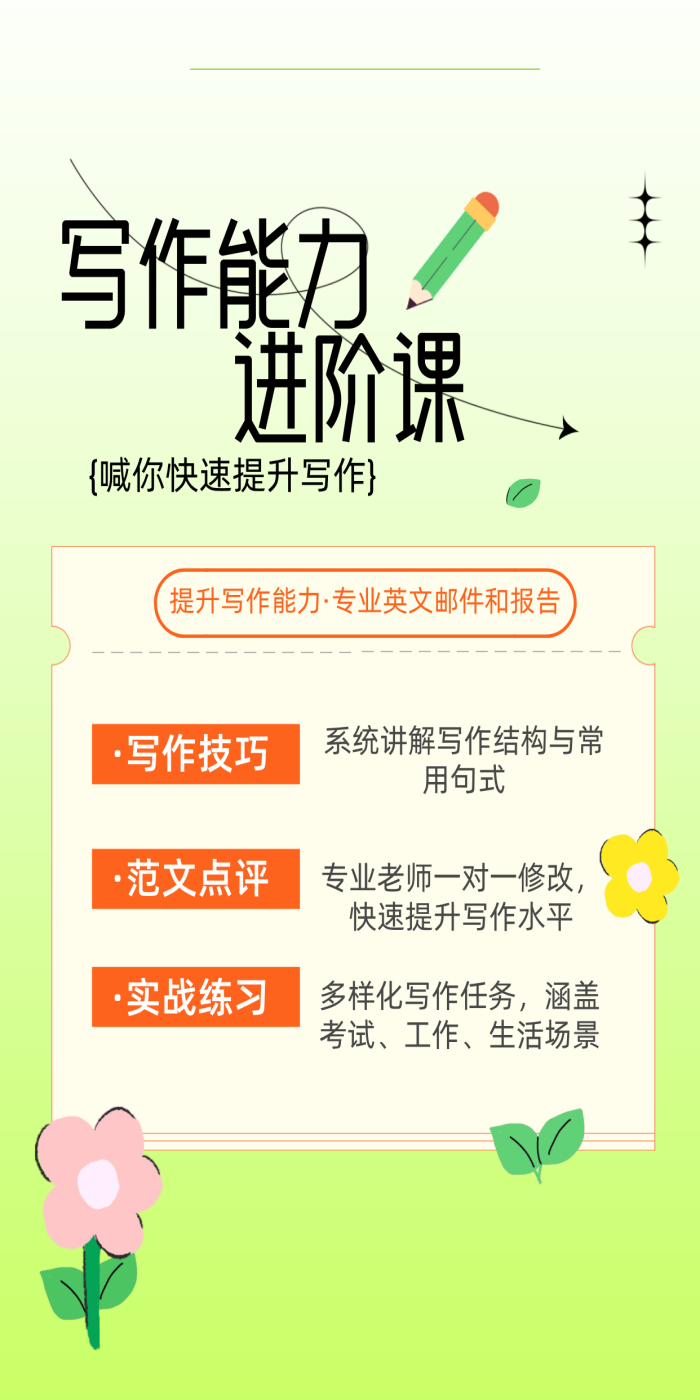 写作能力
进阶课
{喊你快速提升写作}
提升写作能力·专业英文邮件和报告
·写作技巧
系统讲解写作结构与常
用句式
·范文点评
专业老师一对一修改，
快速提升写作水平
·实战练习
多样化写作任务，涵盖
考试、工作、生活场景